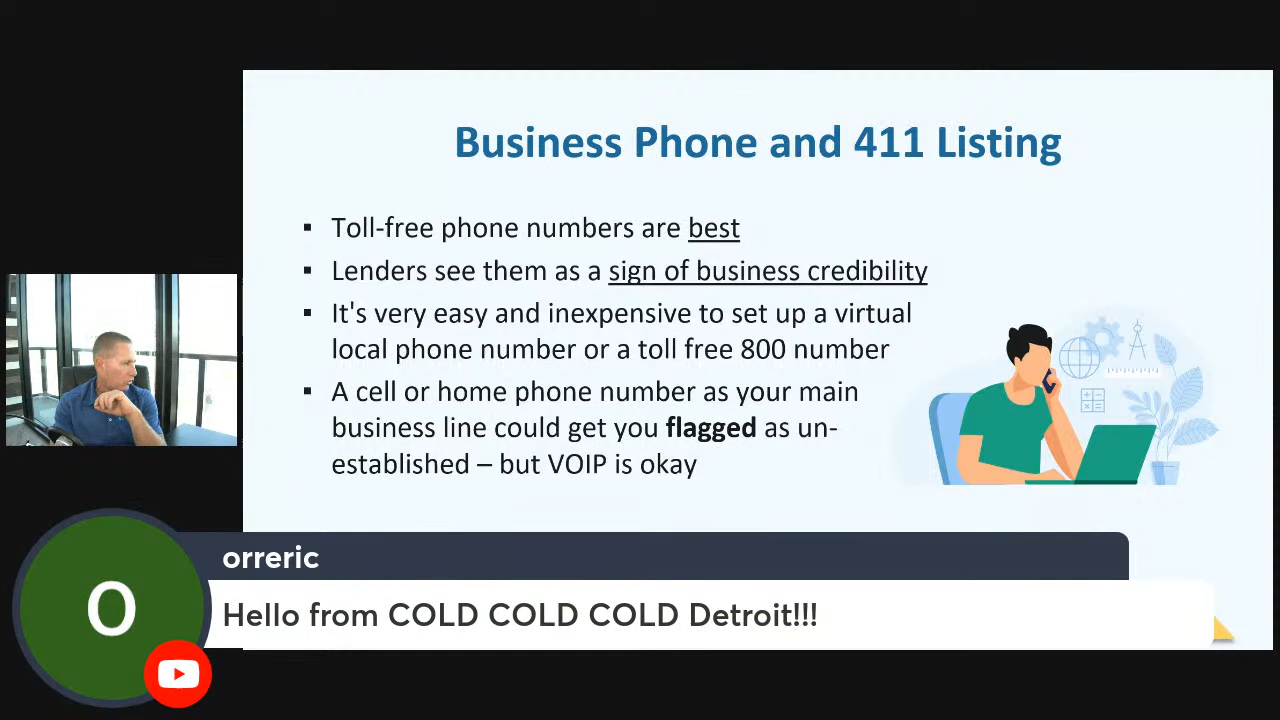 Business Phone and 411 Listing
▪ Toll-free phone numbers are best
▪ Lenders see them as a sign of business credibility
▪ It's very easy and inexpensive to set up a virtual
local phone number or a toll free 800 number
▪ A cell or home phone number as your main
business line could get you flagged as un-
established – but VOIP is okay
orreric
O
Hello from COLD COLD COLD Detroit!!!